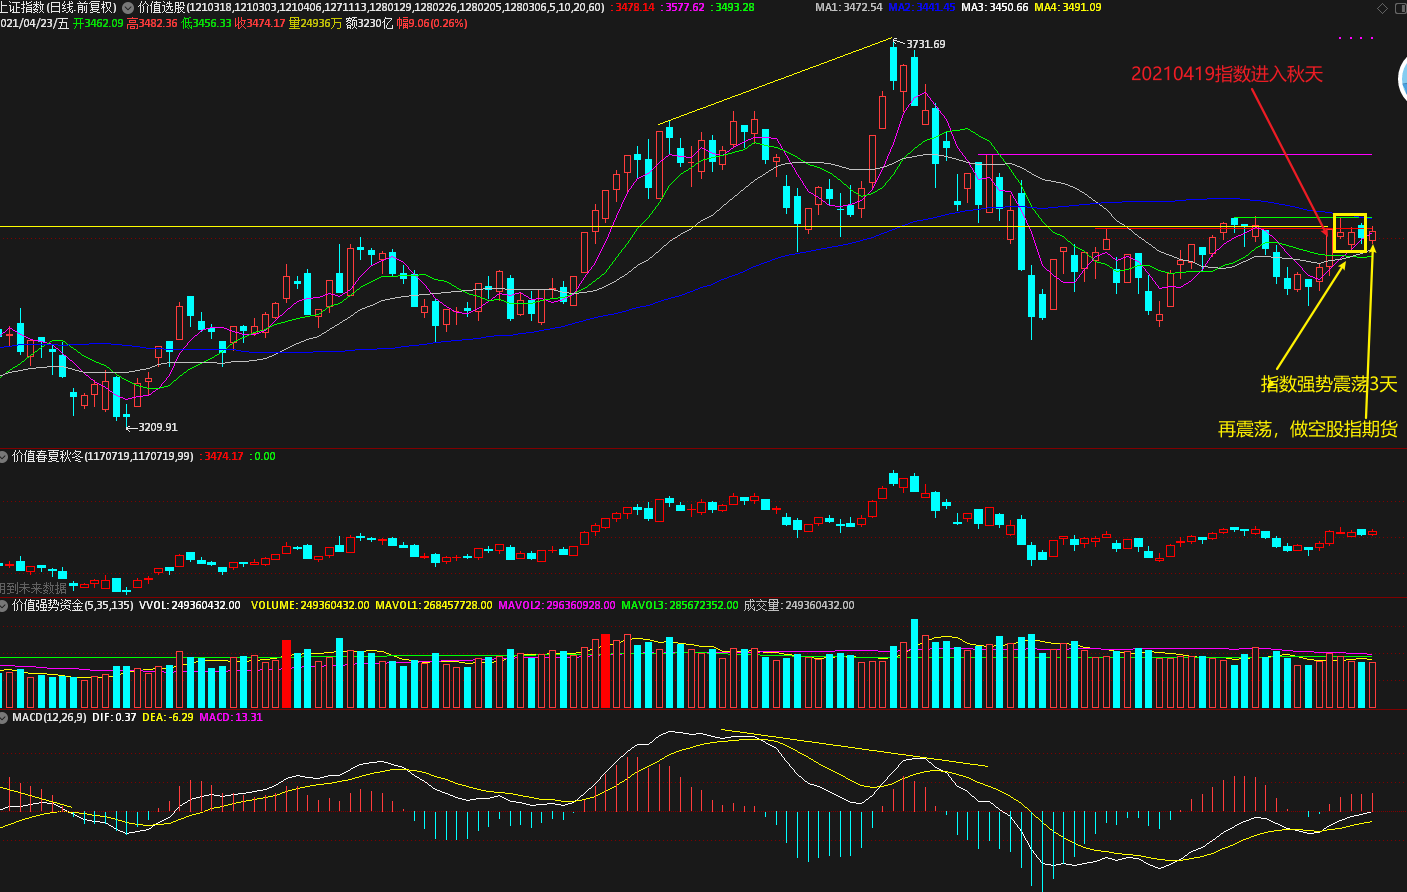 上证指数(日线.前复权) 价值选股(1210318,1210303,1210406,1271113,1280129,1280226,1280205,1280306,5,10,20,60) :3478.14 :3577.62 :3493.28 MA1:3472.54 MA2:3441.45 MA3:3450.66 MA4:3491.09
021/04/23/五 开3462.09 高3482.36 低3456.33 收3474.17 量24936万 额3230亿 幅9.06(0.26%)
3731.69
20210419指数进入秋天
指数强势震荡3天
3209.91
再震荡，做空股指期货
价值春夏秋冬(1170719,1170719,99) :3474.17 :0.00
用到未来数据
价值强势资金(5,35,135) VVOL:249360432.00 VOLUME:249360432.00 MAVOL1:268457728.00 MAVOL2:296360928.00 MAVOL3:285672352.00 成交量:249360432.00
MACD(12,26,9) DIF:0.37 DEA:-6.29 MACD:13.31